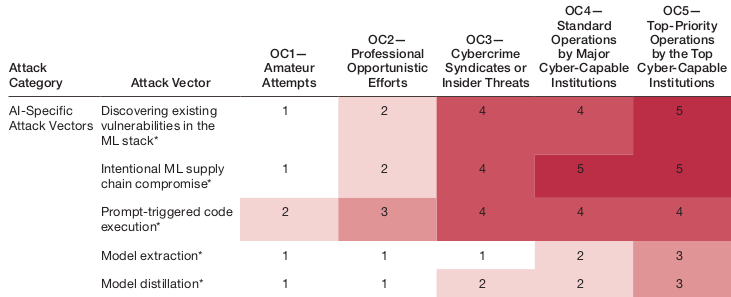 OC4— OC5—
Standard Top-Priority
OC2— OC3— Operations Operations
OC1— Professional Cybercrime by Major by the Top
Attack Amateur Opportunistic Syndicates or Cyber-Capable Cyber-Capable
Category Attack Vector Attempts Efforts Insider Threats Institutions Institutions
AI-Specific Discovering existing 1 2 4 4 5
Attack Vectors vulnerabilities in the
ML stack*
Intentional ML supply 1 2 4 5 5
chain compromise*
Prompt-triggered code 2 3 4 4 4
execution*
Model extraction* 1 1 1 2 3
Model distillation* 1 1 2 2 3